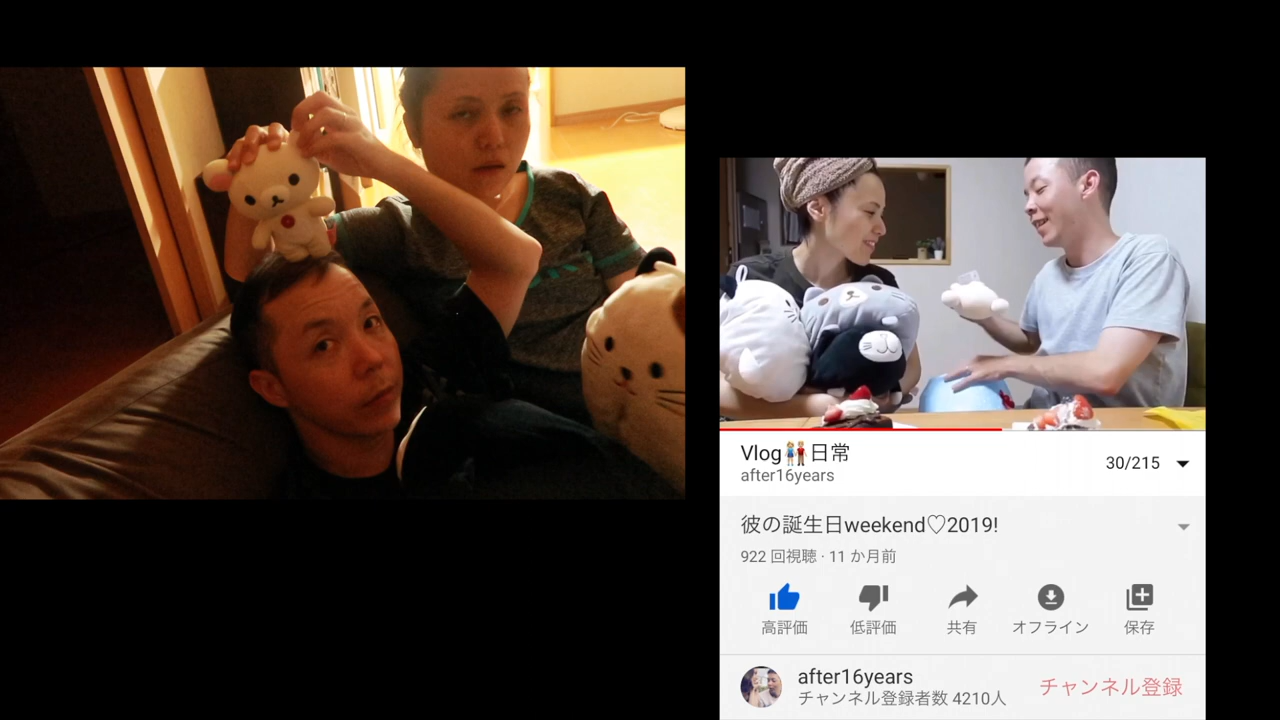 Vlog👫日常
after16years
30/215
彼の誕生日weekend♡2019!
922 回視聴 · 11 か月前
高評価 低評価 共有 オフライン 保存
after16years
チャンネル登録者数 4210人
チャンネル登録